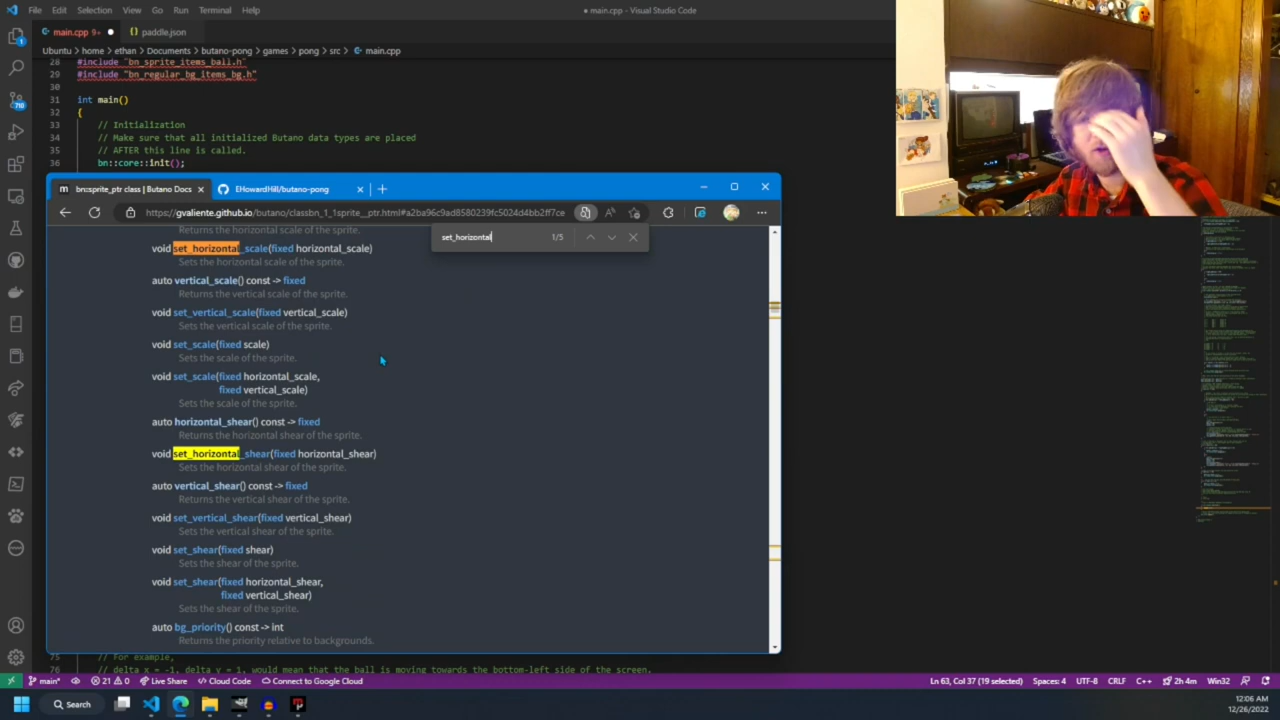 File Edit Selection View Go Run Terminal Help
● main.cpp - Visual Studio Code
main.cpp 9+ ●
paddle.json
Ubuntu > home > ethan > Documents > butano-pong > games > pong > src > main.cpp
28 #include "bn_sprite_items_ball.h"
29 #include "bn_regular_bg_items_bg.h"
30
31 int main()
32 {
33 // Initialization
34 // Make sure that all initialized Butano data types are placed
35 // AFTER this line is called.
36 bn::core::init();
bn::sprite_ptr class | Butano Docs
EHowardHill/butano-pong
https://gvaliente.github.io/butano/classbn_1_1sprite__ptr.html#a2ba96c9ad8580239fc5024d4bb2ff7ce
set_horizontal 1/5
Returns the horizontal scale of the sprite.
void set_horizontal_scale(fixed horizontal_scale)
Sets the horizontal scale of the sprite.
auto vertical_scale() const -> fixed
Returns the vertical scale of the sprite.
void set_vertical_scale(fixed vertical_scale)
Sets the vertical scale of the sprite.
void set_scale(fixed scale)
Sets the scale of the sprite.
void set_scale(fixed horizontal_scale,
fixed vertical_scale)
Sets the scale of the sprite.
auto horizontal_shear() const -> fixed
Returns the horizontal shear of the sprite.
void set_horizontal_shear(fixed horizontal_shear)
Sets the horizontal shear of the sprite.
auto vertical_shear() const -> fixed
Returns the vertical shear of the sprite.
void set_vertical_shear(fixed vertical_shear)
Sets the vertical shear of the sprite.
void set_shear(fixed shear)
Sets the shear of the sprite.
void set_shear(fixed horizontal_shear,
fixed vertical_shear)
Sets the shear of the sprite.
auto bg_priority() const -> int
Returns the priority relative to backgrounds.
75 // For example,
76 // delta_x = -1, delta_y = 1, would mean that the ball is moving towards the bottom-left side of the screen.
main* 21 0 Live Share Cloud Code Connect to Google Cloud
Ln 63, Col 37 (19 selected) Spaces: 4 UTF-8 CRLF C++ 2h 4m Win32
Search
12:06 AM
12/26/2022